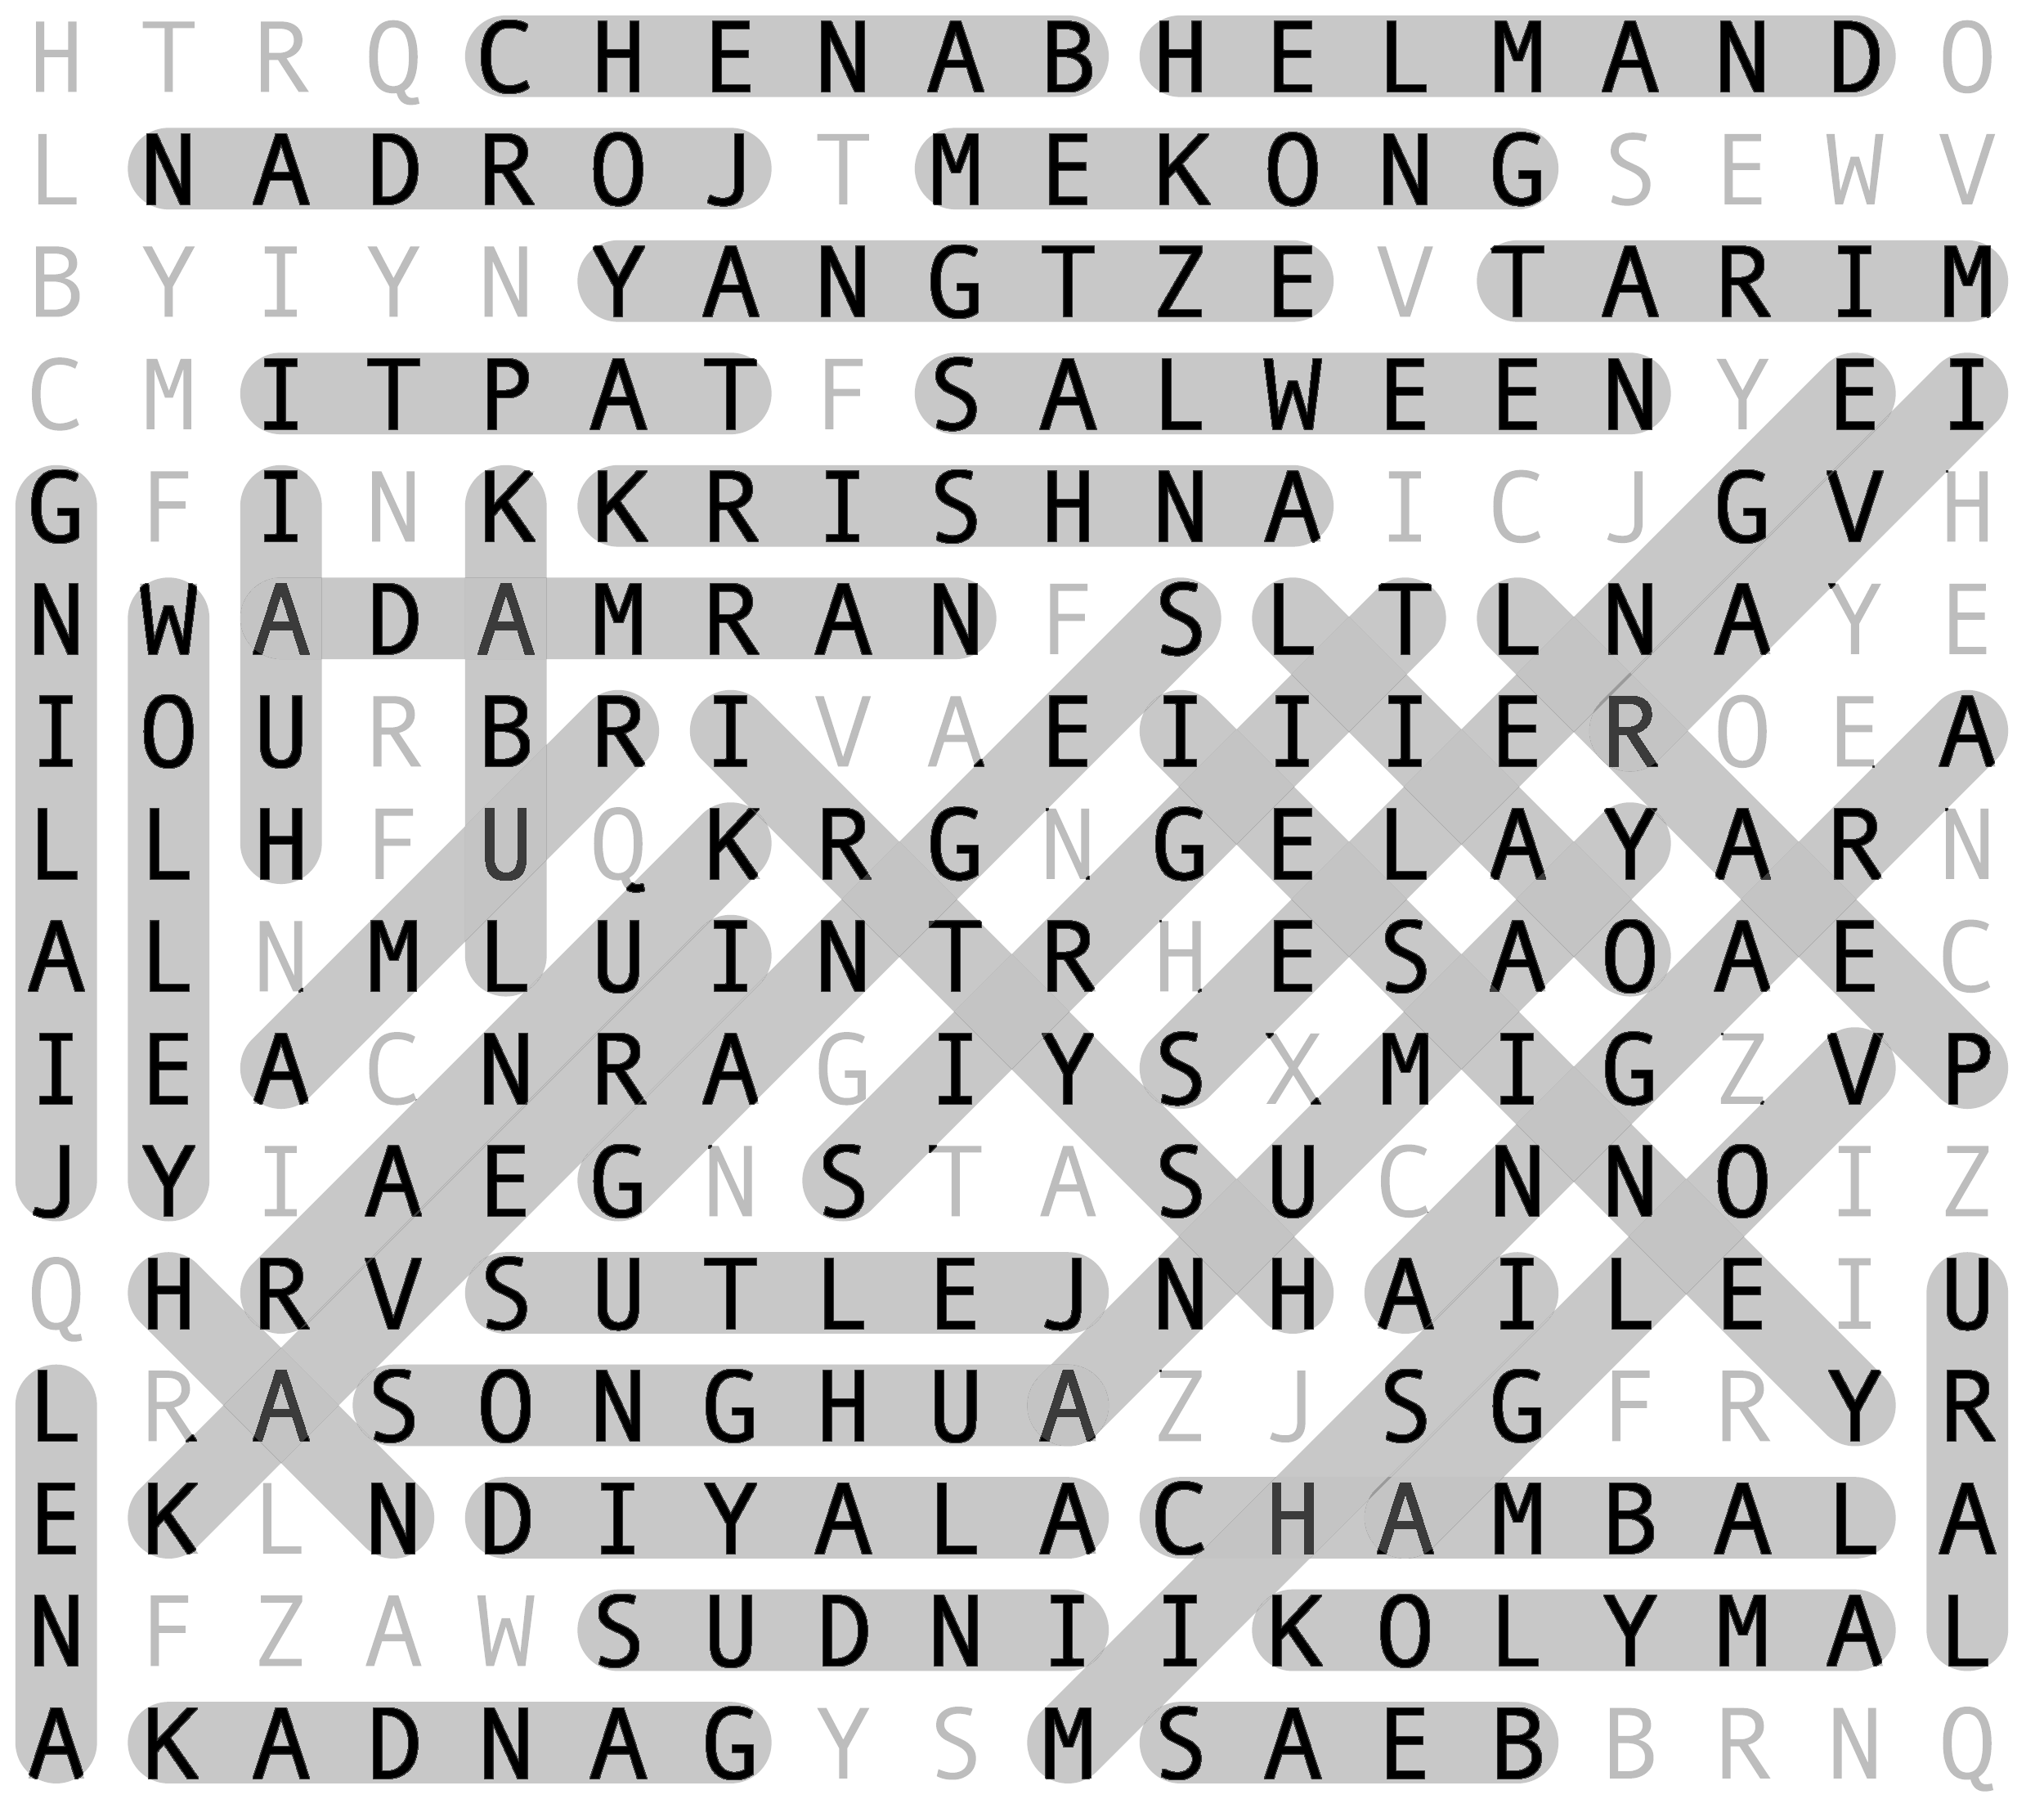 H T R Q C H E N A B H E L M A N D O
L N A D R O J T M E K O N G S E W V
B Y I Y N Y A N G T Z E V T A R I M
C M I T P A T F S A L W E E N Y E I
G F I N K K R I S H N A I C J G V H
N W A D A M R A N F S L T L N A Y E
I O U R B R I V A E I I I E R O E A
L L H F U Q K R G N G E L A Y A R N
A L N M L U I N T R H E S A O A E C
I E A C N R A G I Y S X M I G Z V P
J Y I A E G N S T A S U C N N O I Z
Q H R V S U T L E J N H A I L E I U
L R A S O N G H U A Z J S G F R Y R
E K L N D I Y A L A C H A M B A L A
N F Z A W S U D N I I K O L Y M A L
A K A D N A G Y S M S A E B B R N Q